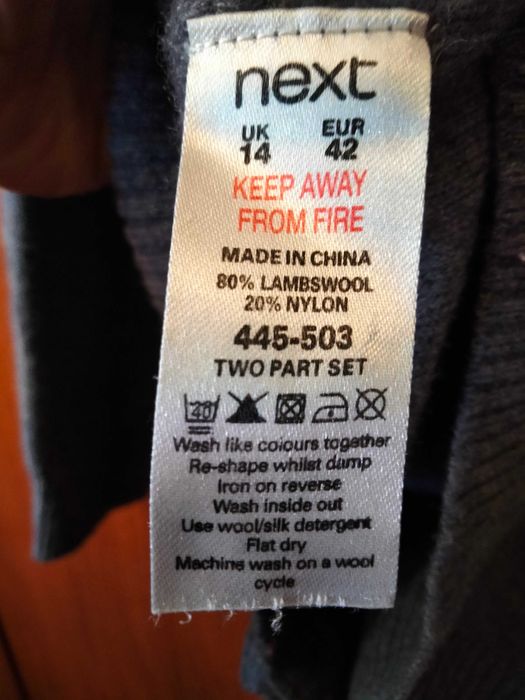 next
UK EUR
14 42
KEEP AWAY
FROM FIRE
MADE IN CHINA
80% LAMBSWOOL
20% NYLON
445-503
TWO PART SET
40
Wash like colours together
Re-shape whilst damp
Iron on reverse
Wash inside out
Use wool/silk detergent
Flat dry
Machine wash on a wool
cycle